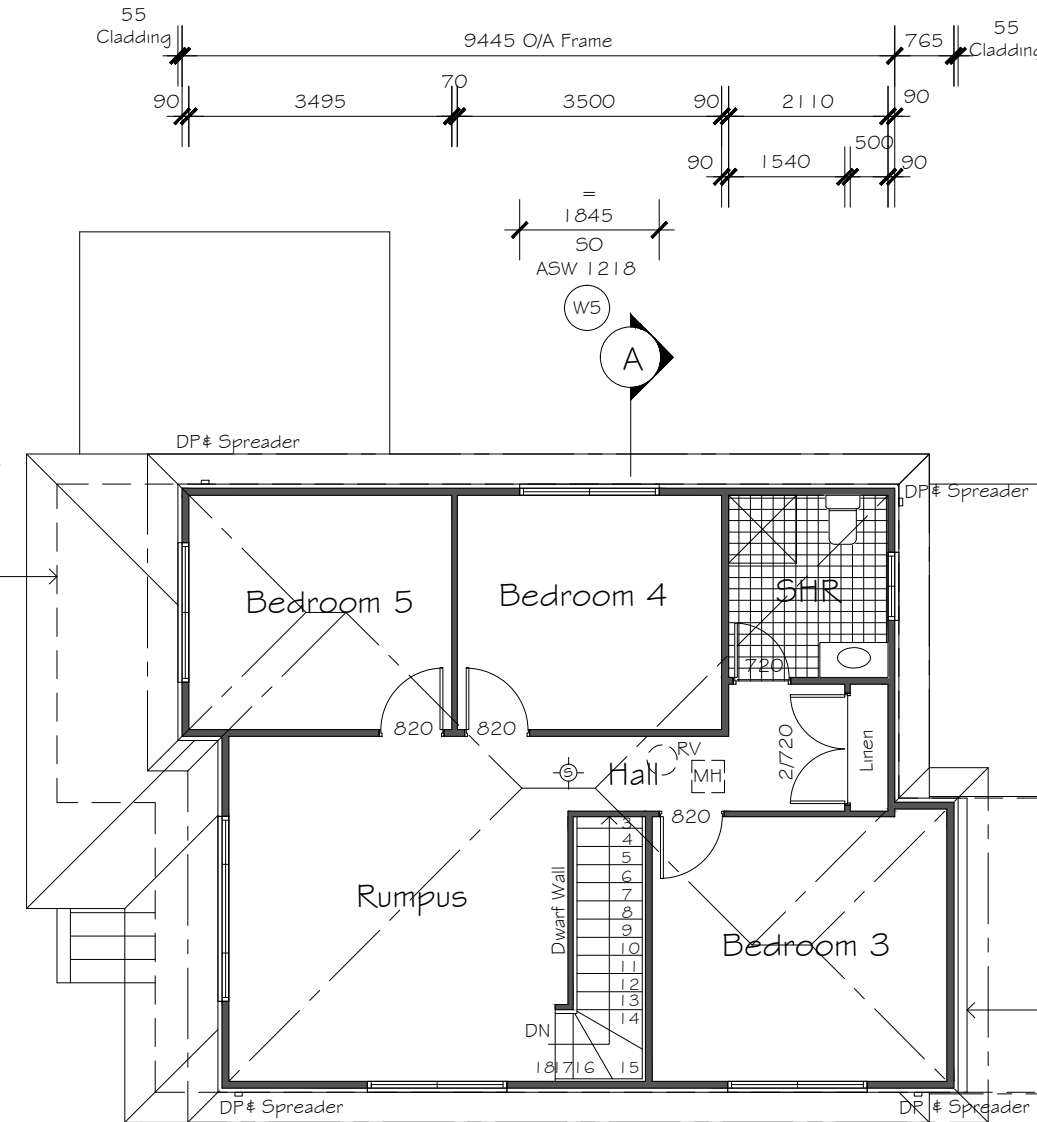 55
Cladding
9445 O/A Frame
765
55
Cladding
90
3495
70
3500
90
2110
90
90
1540
500
90
=
1845
SO
ASW 1218
W5
A
DP & Spreader
DP & Spreader
Bedroom 5
Bedroom 4
SHR
720
820
820
2/720
Linen
RV
S
Hall
MH
820
3
4
5
6
7
8
9
10
11
12
13
14
15
Dwarf Wall
Rumpus
Bedroom 3
DN
18 17 16
DP & Spreader
DP & Spreader